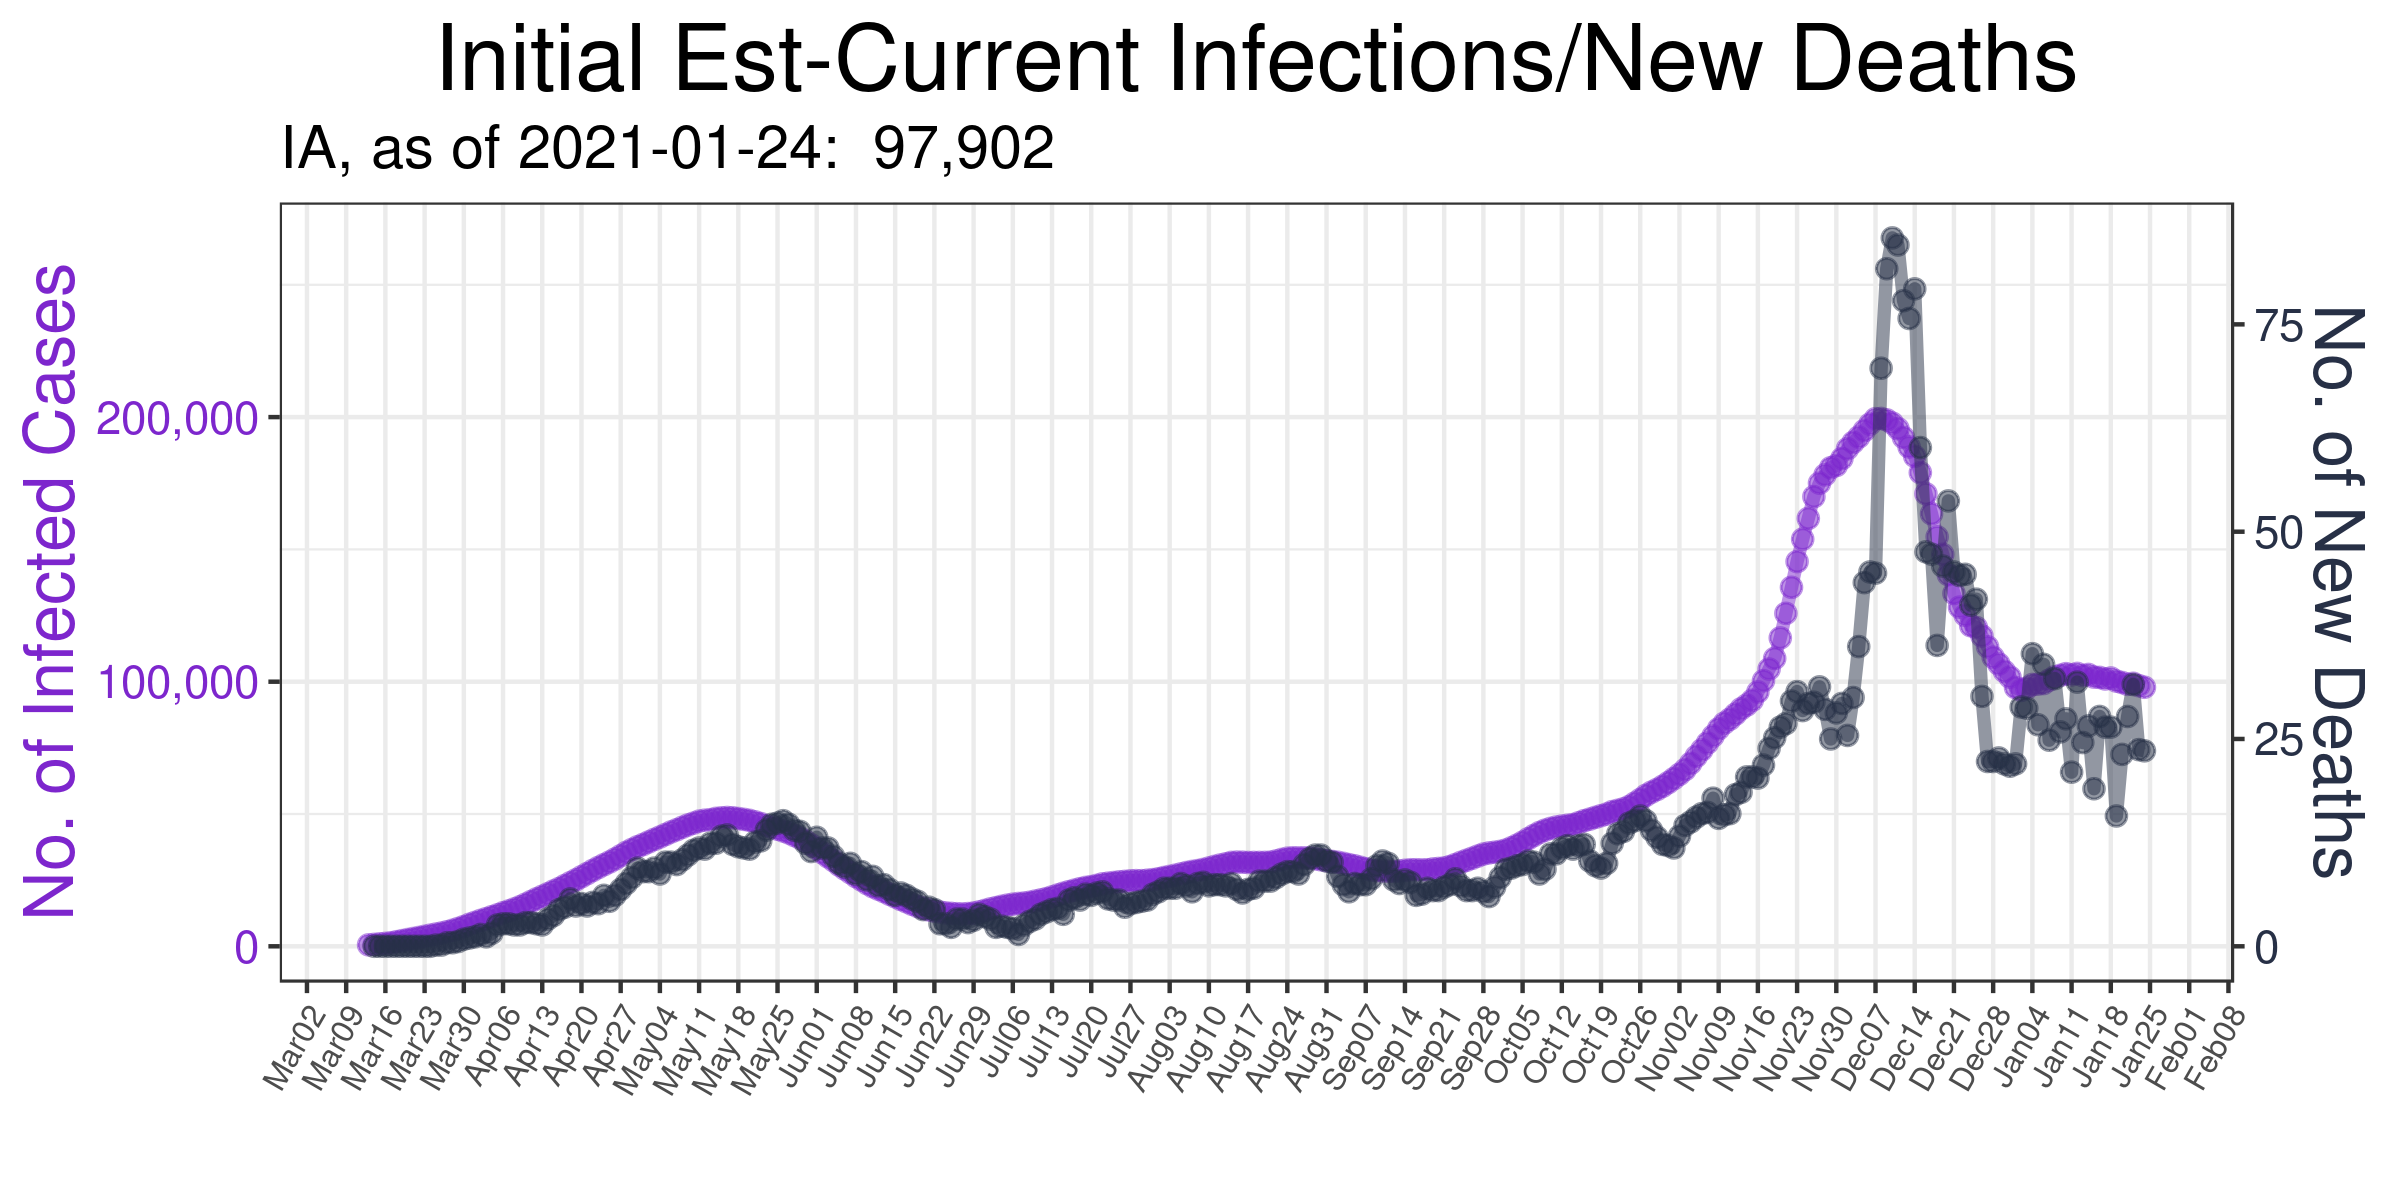 Initial Est-Current Infections/New Deaths
IA, as of 2021-01-24:  97,902
No. of Infected Cases
200,000
100,000
0
No. of New Deaths
75
50
25
0
Mar02
Mar09
Mar16
Mar23
Mar30
Apr06
Apr13
Apr20
Apr27
May04
May11
May18
May25
Jun01
Jun08
Jun15
Jun22
Jun29
Jul06
Jul13
Jul20
Jul27
Aug03
Aug10
Aug17
Aug24
Aug31
Sep07
Sep14
Sep21
Sep28
Oct05
Oct12
Oct19
Oct26
Nov02
Nov09
Nov16
Nov23
Nov30
Dec07
Dec14
Dec21
Dec28
Dec04
Jan11
Jan18
Jan25
Feb01
Feb08